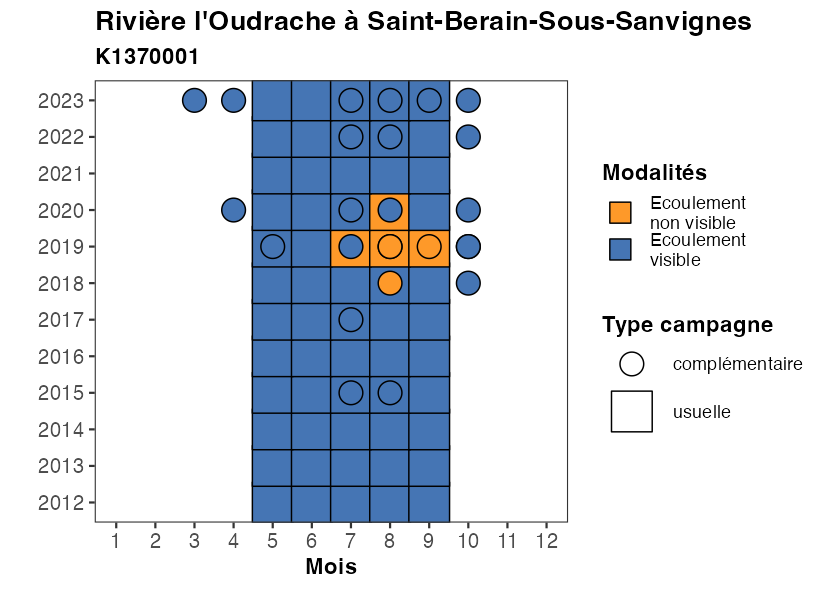 Rivière l'Oudrache à Saint-Berain-Sous-Sanvignes
K1370001
2023
2022
2021
2020
2019
2018
2017
2016
2015
2014
2013
2012
1 2 3 4 5 6 7 8 9 10 11 12
Mois
Modalités
Ecoulement
non visible
Ecoulement
visible
Type campagne
complémentaire
usuelle